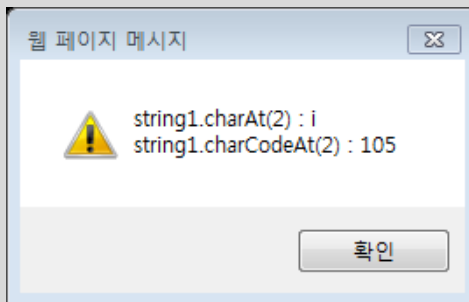 웹 페이지 메시지
string1.charAt(2) : i
string1.charCodeAt(2) : 105
확인